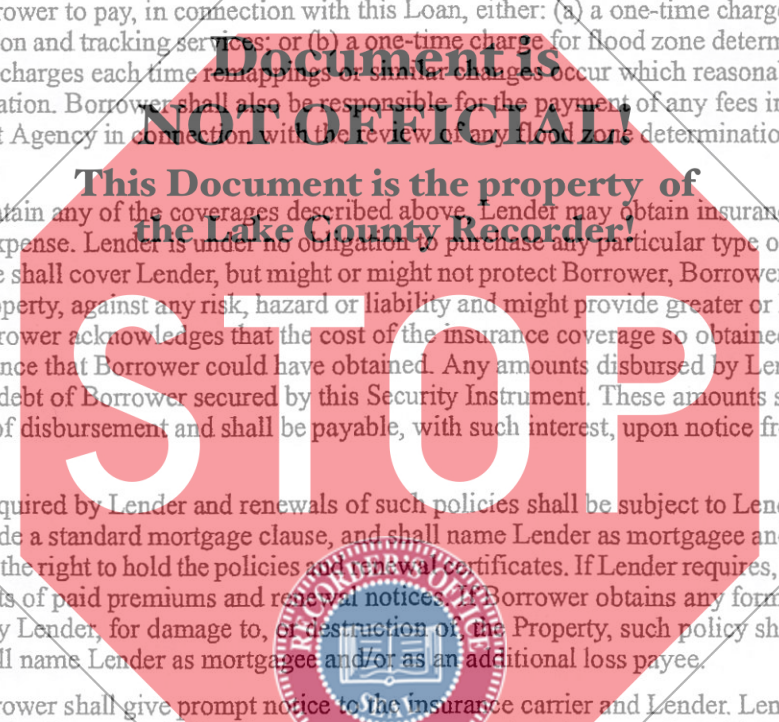 rower to pay, in connection with this Loan, either: (a) a one-time charge
on and tracking services; or (b) a one-time charge for flood zone determ
Document is
charges each time remappings or similar changes occur which reasona
ation. Borrower shall also be responsible for the payment of any fees i
NOT OFFICIAL!
t Agency in connection with the review of any flood zone determinatio
This Document is the property of
tain any of the coverages described above, Lender may obtain insuran
the Lake County Recorder!
xpense. Lender is under no obligation to purchase any particular type o
e shall cover Lender, but might or might not protect Borrower, Borrowe
operty, against any risk, hazard or liability and might provide greater or
rower acknowledges that the cost of the insurance coverage so obtained
nce that Borrower could have obtained. Any amounts disbursed by Len
debt of Borrower secured by this Security Instrument. These amounts s
of disbursement and shall be payable, with such interest, upon notice fr
STOP
quired by Lender and renewals of such policies shall be subject to Lend
de a standard mortgage clause, and shall name Lender as mortgagee an
the right to hold the policies and renewal certificates. If Lender requires,
ts of paid premiums and renewal notices. If Borrower obtains any form
y Lender, for damage to, or destruction of, the Property, such policy sh
ll name Lender as mortgagee and/or as an additional loss payee.
RECORDER'S OFFICE
SEAL
rower shall give prompt notice to the insurance carrier and Lender. Len